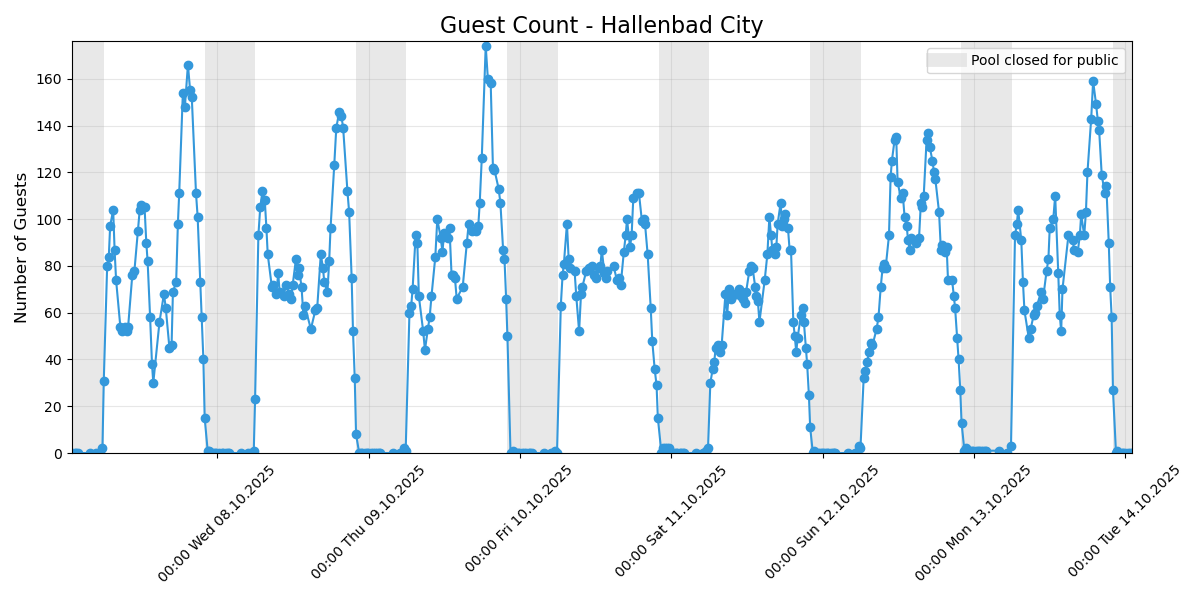 Guest Count - Hallenbad City
Pool closed for public
Number of Guests
160
140
120
100
80
60
40
20
0
00:00 Wed 08.10.2025
00:00 Thu 09.10.2025
00:00 Fri 10.10.2025
00:00 Sat 11.10.2025
00:00 Sun 12.10.2025
00:00 Mon 13.10.2025
00:00 Tue 14.10.2025